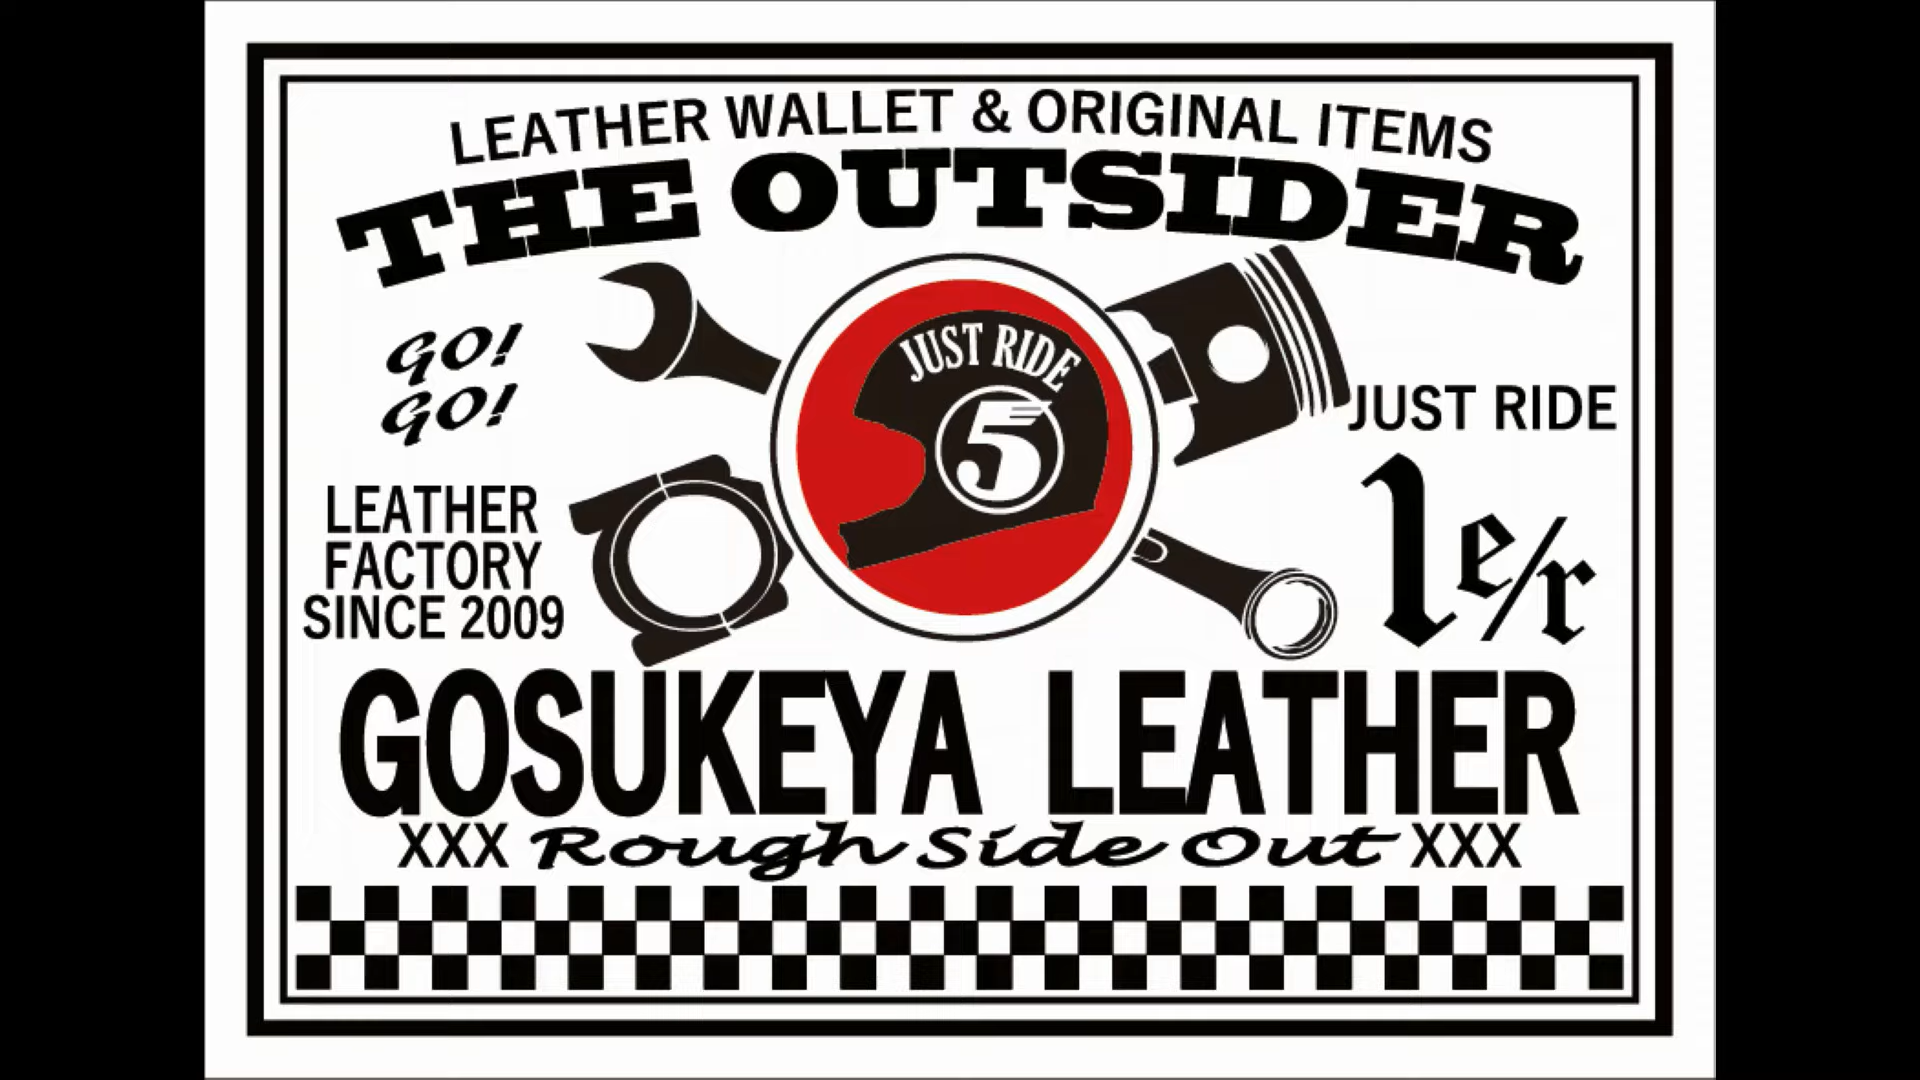 LEATHER WALLET & ORIGINAL ITEMS
THE OUTSIDER
GO!
GO!
JUST RIDE
5
JUST RIDE
1e/r
LEATHER
FACTORY
SINCE 2009
GOSUKEYA LEATHER
XXX Rough Side Out XXX